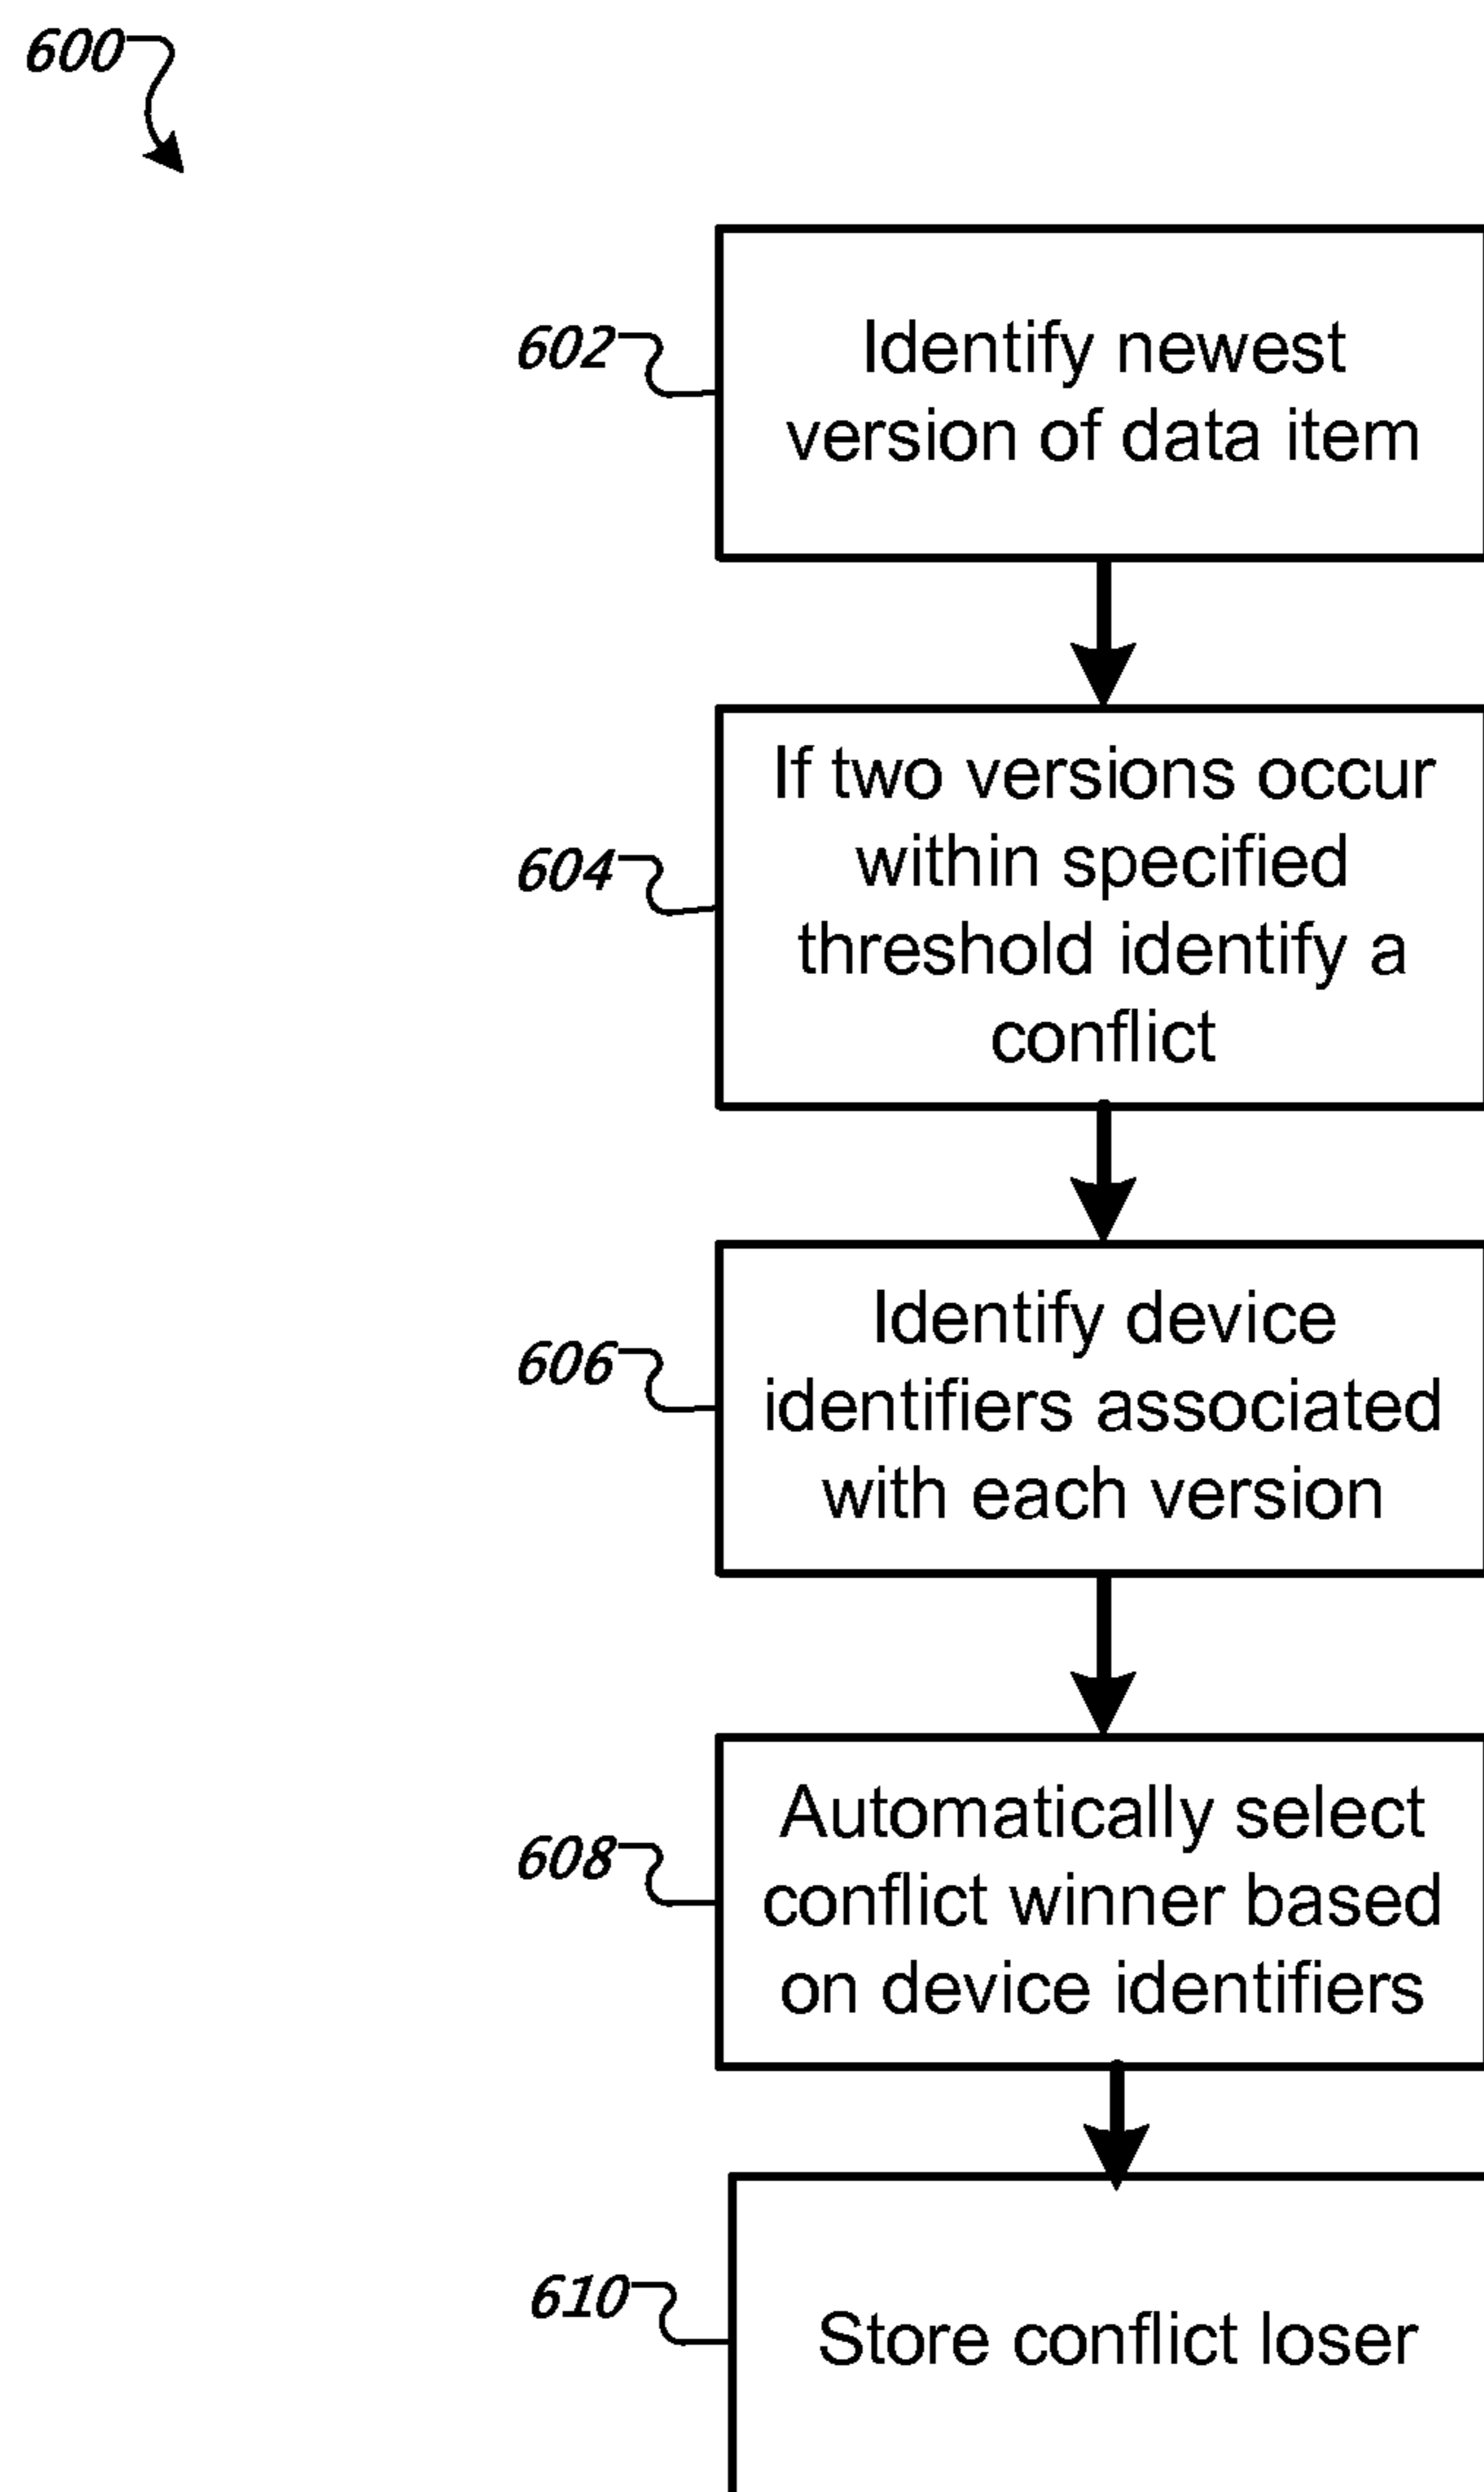 600
602
Identify newest
version of data item
604
If two versions occur
within specified
threshold identify a
conflict
606
Identify device
identifiers associated
with each version
608
Automatically select
conflict winner based
on device identifiers
610
Store conflict loser